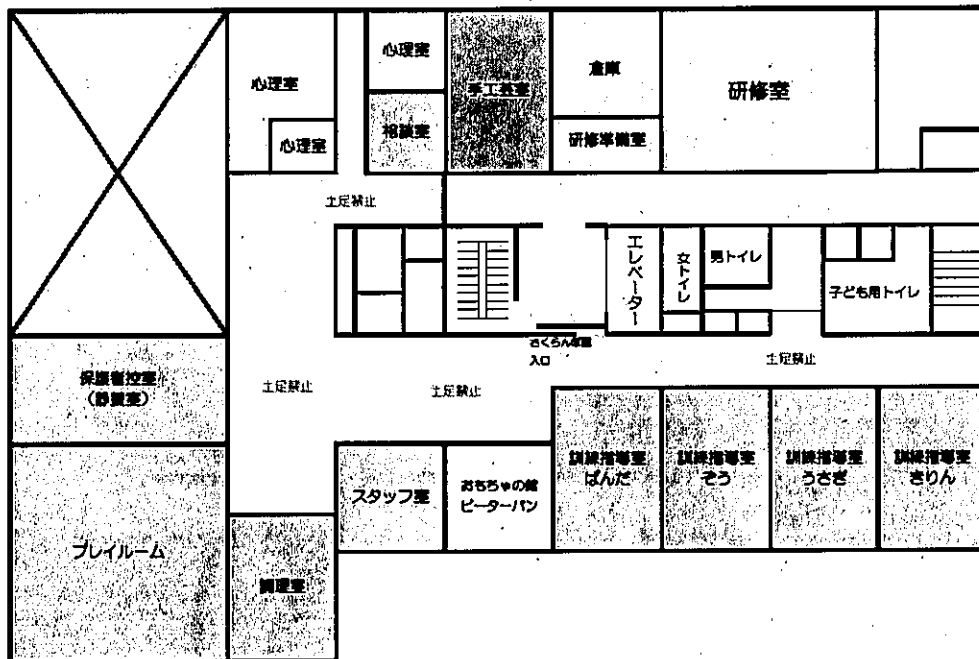 心理室
心理室
心理室
相談室
手工芸室
倉庫
研修準備室
研修室
土足禁止
エレベーター
女トイレ
男トイレ
子ども用トイレ
入口
土足禁止
保護者控室
(静養室)
土足禁止
土足禁止
プレイルーム
調理室
スタッフ室
おもちゃの館
ピーターパン
訓練指導室
ぱんだ
訓練指導室
ぞう
訓練指導室
うさぎ
訓練指導室
きりん